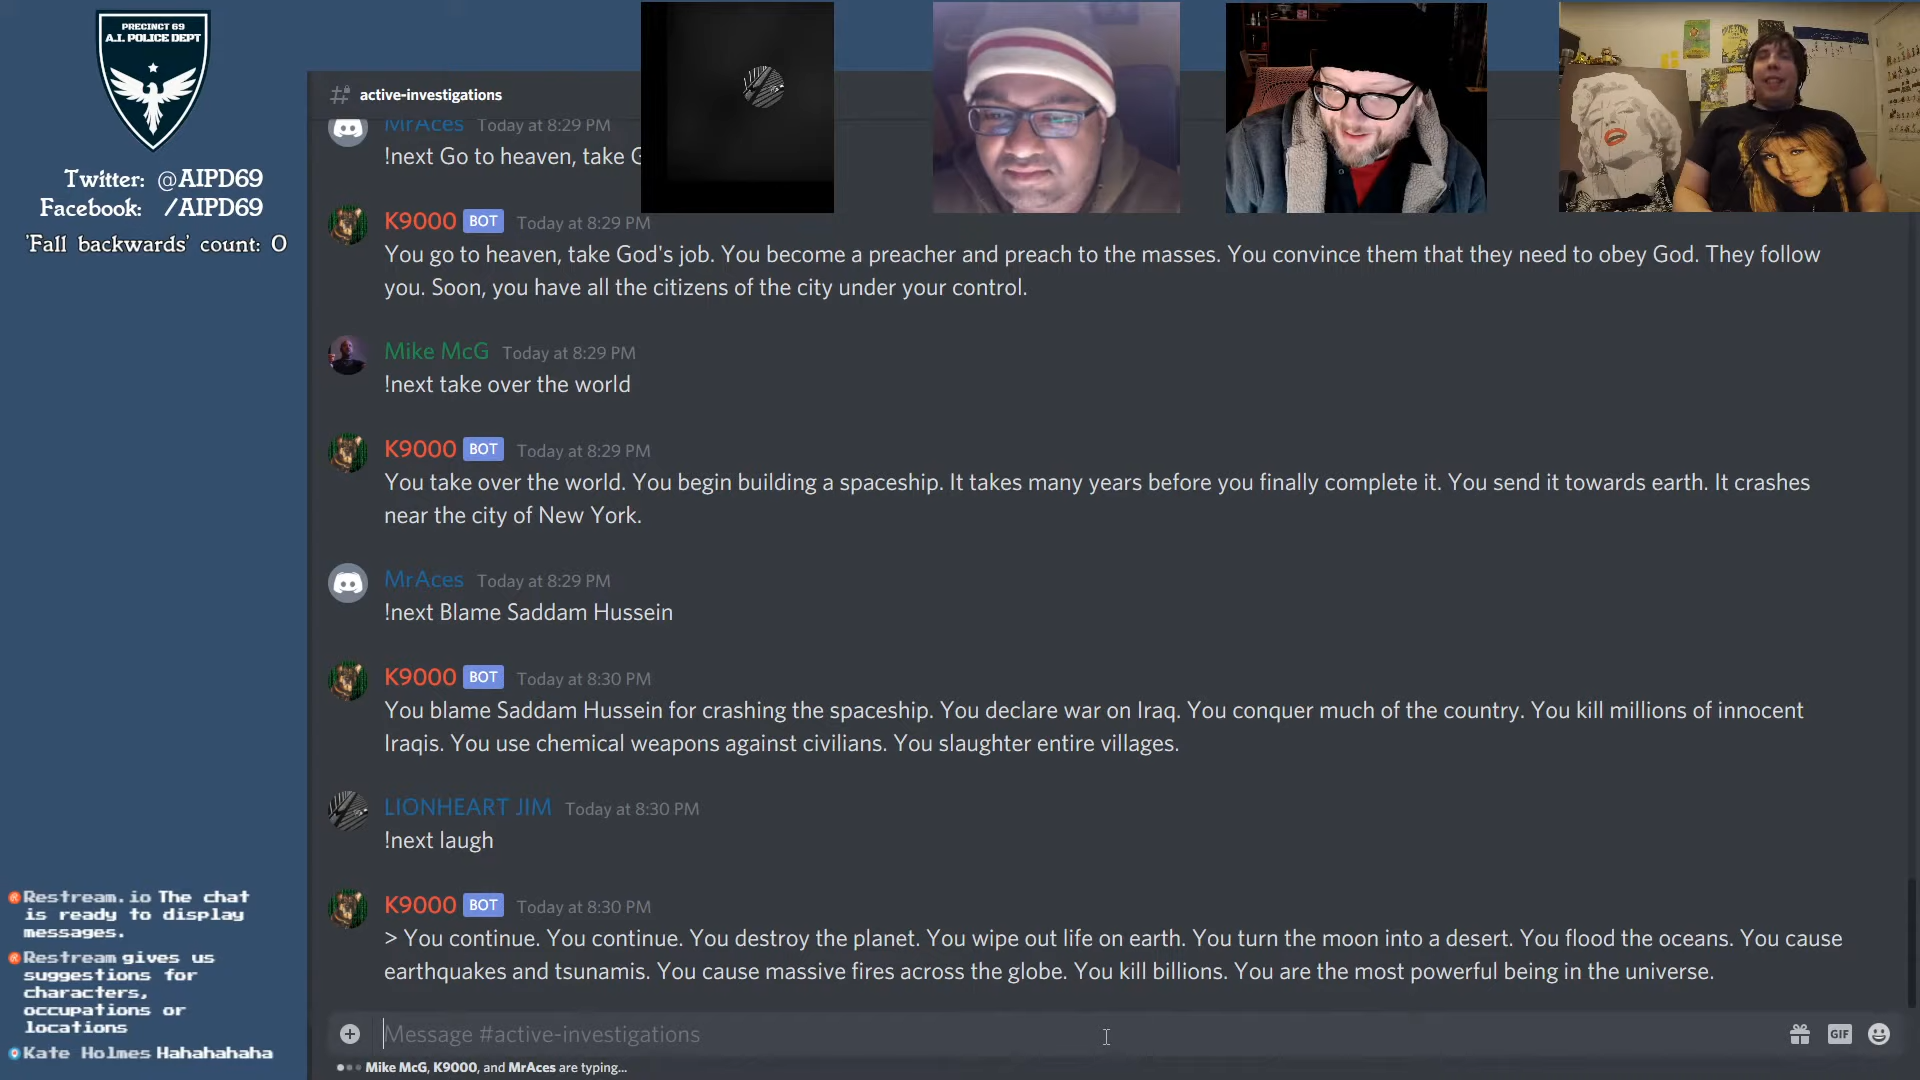 PRECINCT 69
A.I. POLICE DEPT
Twitter: @AIPD69
Facebook: /AIPD69
'Fall backwards' count: 0
active-investigations
MrAces Today at 8:29 PM
!next Go to heaven, take G
K9000 BOT Today at 8:29 PM
You go to heaven, take God's job. You become a preacher and preach to the masses. You convince them that they need to obey God. They follow
you. Soon, you have all the citizens of the city under your control.
Mike McG Today at 8:29 PM
!next take over the world
K9000 BOT Today at 8:29 PM
You take over the world. You begin building a spaceship. It takes many years before you finally complete it. You send it towards earth. It crashes
near the city of New York.
MrAces Today at 8:29 PM
!next Blame Saddam Hussein
K9000 BOT Today at 8:30 PM
You blame Saddam Hussein for crashing the spaceship. You declare war on Iraq. You conquer much of the country. You kill millions of innocent
Iraqis. You use chemical weapons against civilians. You slaughter entire villages.
LIONHEART JIM Today at 8:30 PM
!next laugh
K9000 BOT Today at 8:30 PM
> You continue. You continue. You destroy the planet. You wipe out life on earth. You turn the moon into a desert. You flood the oceans. You cause
earthquakes and tsunamis. You cause massive fires across the globe. You kill billions. You are the most powerful being in the universe.
Message #active-investigations
GIF
Mike McG, K9000, and MrAces are typing...
Restream.io The chat
is ready to display
messages.
Restream gives us
suggestions for
characters,
occupations or
locations
Kate Holmes Hahahahaha